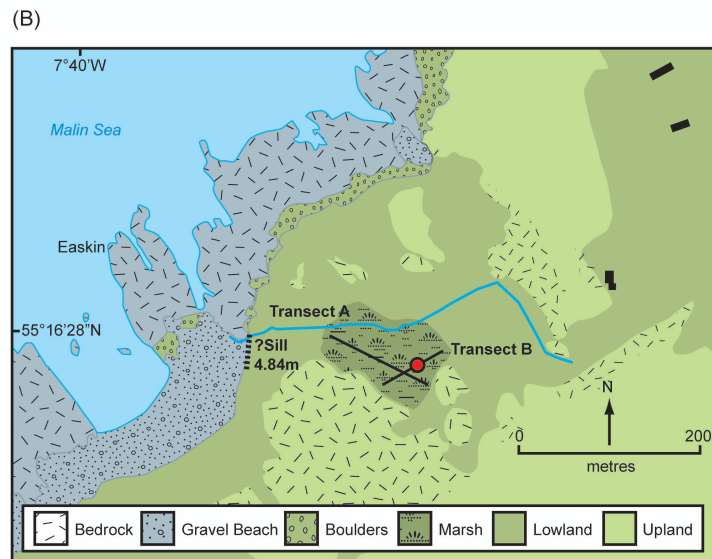 (B)
7°40'W
Malin Sea
Easkin
Transect A
55°16'28"N
?Sill
4.84m
Transect B
N
0 200
metres
Bedrock Gravel Beach Boulders Marsh Lowland Upland